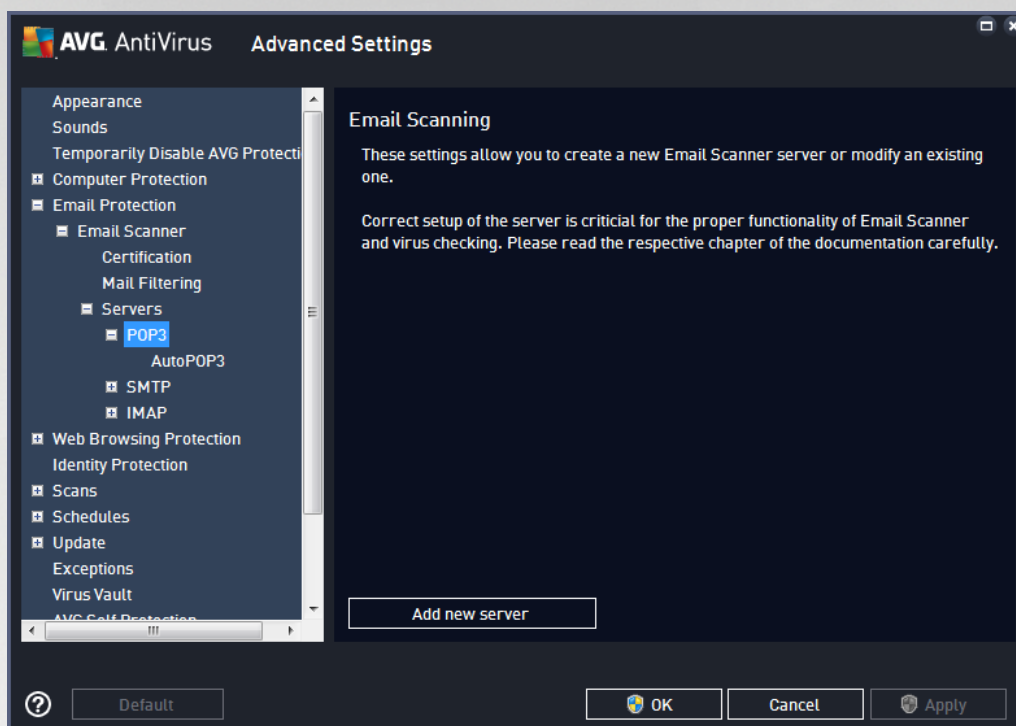 AVG. AntiVirus Advanced Settings
Appearance
Sounds
Temporarily Disable AVG Protecti
Computer Protection
Email Protection
Email Scanner
Certification
Mail Filtering
Servers
POP3
AutoPOP3
SMTP
IMAP
Web Browsing Protection
Identity Protection
Scans
Schedules
Update
Exceptions
Virus Vault
AVG Self Protection
Email Scanning
These settings allow you to create a new Email Scanner server or modify an existing
one.
Correct setup of the server is criticial for the proper functionality of Email Scanner
and virus checking. Please read the respective chapter of the documentation carefully.
Add new server
Default
OK
Cancel
Apply